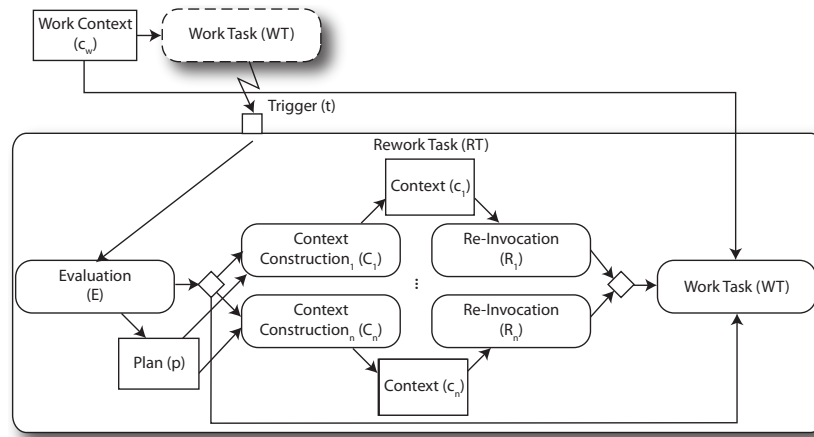 Work Context
(c_w)
Work Task (WT)
Trigger (t)
Rework Task (RT)
Context (c_1)
Context
Construction_1 (C_1)
Re-Invocation
(R_1)
Evaluation
(E)
...
Work Task (WT)
Context
Construction_n (C_n)
Re-Invocation
(R_n)
Plan (p)
Context (c_n)